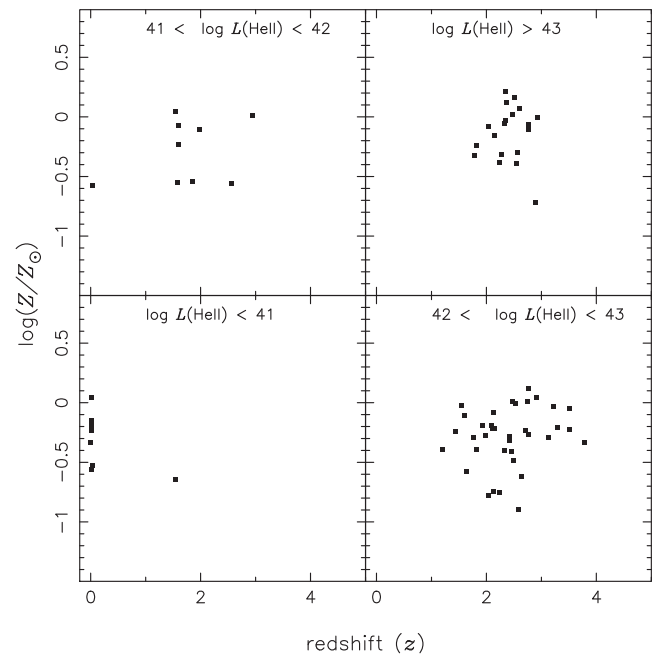 41 < log L(HeII) < 42
log L(HeII) > 43
0.5
0
−0.5
−1
log(Z/Z⊙)
log L(HeII) < 41
42 < log L(HeII) < 43
0.5
0
−0.5
−1
0 2 4
0 2 4
redshift (z)